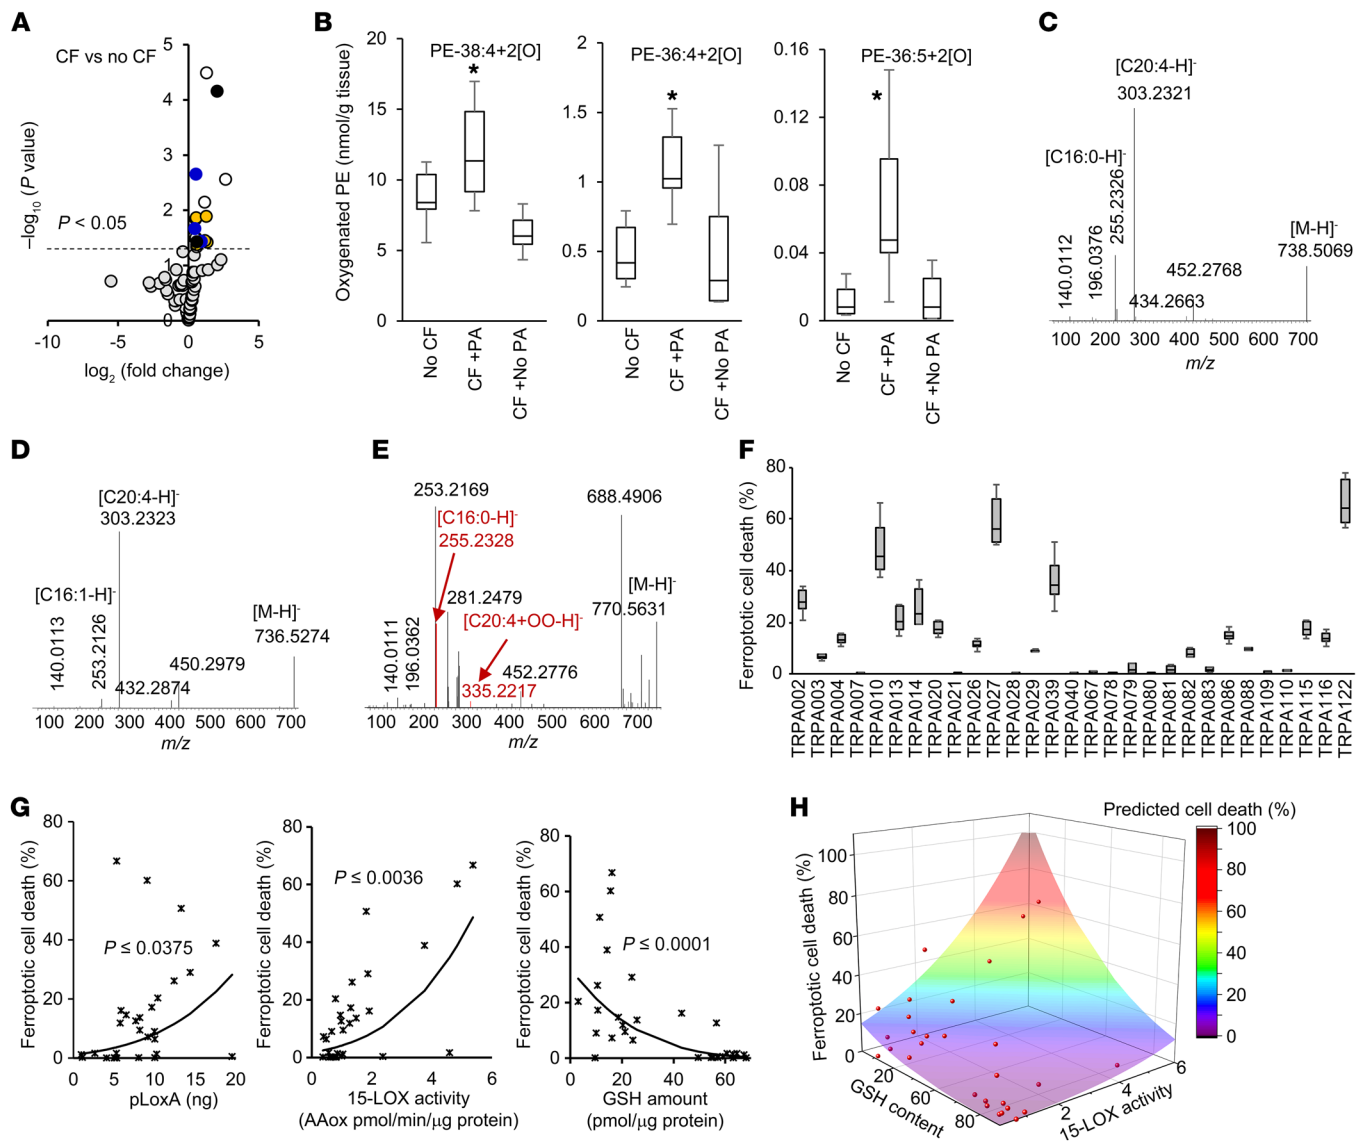 A
CF vs no CF
–log10 (P value)
5
4
3
2
1
0
P < 0.05
-10
-5
0
5
log2 (fold change)
B
Oxygenated PE (nmol/g tissue)
PE-38:4+2[O]
*
20
15
10
5
0
No CF
CF +PA
CF +No PA
PE-36:4+2[O]
*
2
1.5
1
0.5
0
No CF
CF +PA
CF +No PA
PE-36:5+2[O]
*
0.16
0.12
0.08
0.04
0
No CF
CF +PA
CF +No PA
C
[C20:4-H]-
303.2321
[C16:0-H]-
255.2326
140.0112
196.0376
434.2663
452.2768
[M-H]-
738.5069
100 200 300 400 500 600 700
m/z
D
[C20:4-H]-
303.2323
[C16:1-H]-
140.0113
253.2126
432.2874
450.2979
[M-H]-
736.5274
100 200 300 400 500 600 700
m/z
E
253.2169
688.4906
[C16:0-H]-
255.2328
281.2479
[C20:4+OO-H]-
[M-H]-
770.5631
140.0111
196.0362
335.2217
452.2776
100 200 300 400 500 600 700
m/z
F
Ferroptotic cell death (%)
80
60
40
20
0
TRPA002
TRPA003
TRPA004
TRPA007
TRPA010
TRPA013
TRPA014
TRPA020
TRPA021
TRPA026
TRPA027
TRPA028
TRPA029
TRPA039
TRPA040
TRPA067
TRPA078
TRPA079
TRPA080
TRPA081
TRPA082
TRPA083
TRPA086
TRPA088
TRPA109
TRPA110
TRPA115
TRPA116
TRPA122
G
Ferroptotic cell death (%)
80
60
40
20
0
P ≤ 0.0375
0 5 10 15 20
pLoxA (ng)
Ferroptotic cell death (%)
80
60
40
20
0
P ≤ 0.0036
0 2 4 6
15-LOX activity
(AAox pmol/min/μg protein)
Ferroptotic cell death (%)
80
60
40
20
0
P ≤ 0.0001
0 20 40 60
GSH amount
(pmol/μg protein)
H
Predicted cell death (%)
100
80
60
40
20
0
Ferroptotic cell death (%)
100
80
60
40
20
0
20
60
80
GSH content
2
4
6
15-LOX activity